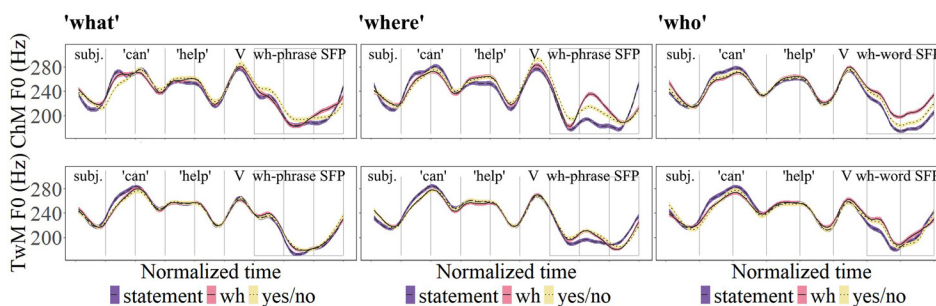 'what' 'where' 'who'
ChM F0 (Hz)
280
240
200
subj. 'can' 'help' V wh-phrase SFP
subj. 'can' 'help' V wh-phrase SFP
subj. 'can' 'help' V wh-word SFP
TwM F0 (Hz)
280
240
200
subj. 'can' 'help' V wh-phrase SFP
subj. 'can' 'help' V wh-phrase SFP
subj. 'can' 'help' V wh-word SFP
Normalized time Normalized time Normalized time
statement wh yes/no statement wh yes/no statement wh yes/no